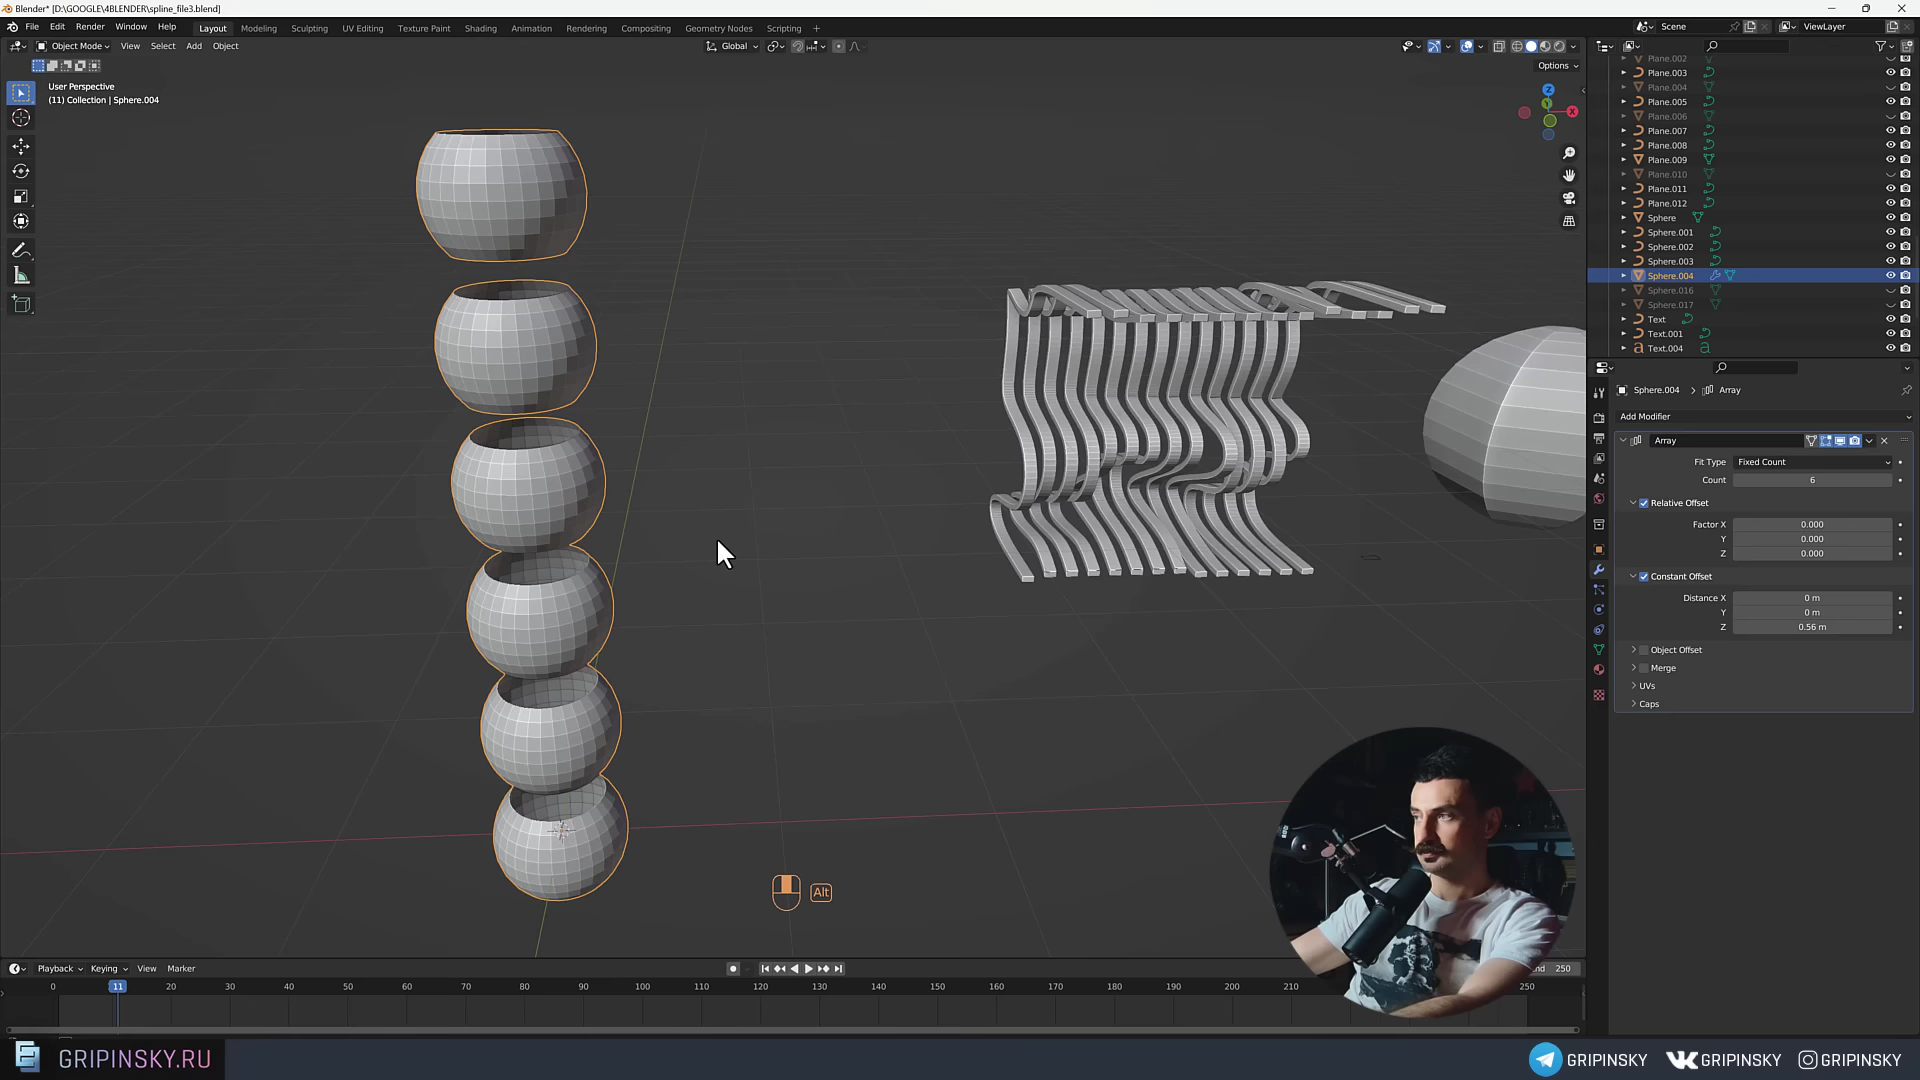 Blender* [D:\GOOGLE\4BLENDER\spline_file3.blend]
File Edit Render Window Help Layout Modeling Sculpting UV Editing Texture Paint Shading Animation Rendering Compositing Geometry Nodes Scripting + Scene ViewLayer
Object Mode View Select Add Object Global
Options
User Perspective
(11) Collection | Sphere.004
Z
Y
X
Plane.002
Plane.003
Plane.004
Plane.005
Plane.006
Plane.007
Plane.008
Plane.009
Plane.010
Plane.011
Plane.012
Sphere
Sphere.001
Sphere.002
Sphere.003
Sphere.004
Sphere.016
Sphere.017
Text
Text.001
Text.004
Sphere.004 > Array
Add Modifier
Array
Fit Type Fixed Count
Count 6
Relative Offset
Factor X 0.000
Y 0.000
Z 0.000
Constant Offset
Distance X 0 m
Y 0 m
Z 0.56 m
Object Offset
Merge
UVs
Caps
Alt
Playback Keying View Marker nd 250
0 11 20 30 40 50 60 70 80 90 100 110 120 130 140 150 160 170 180 190 200 210 250
GRIPINSKY.RU GRIPINSKY GRIPINSKY GRIPINSKY